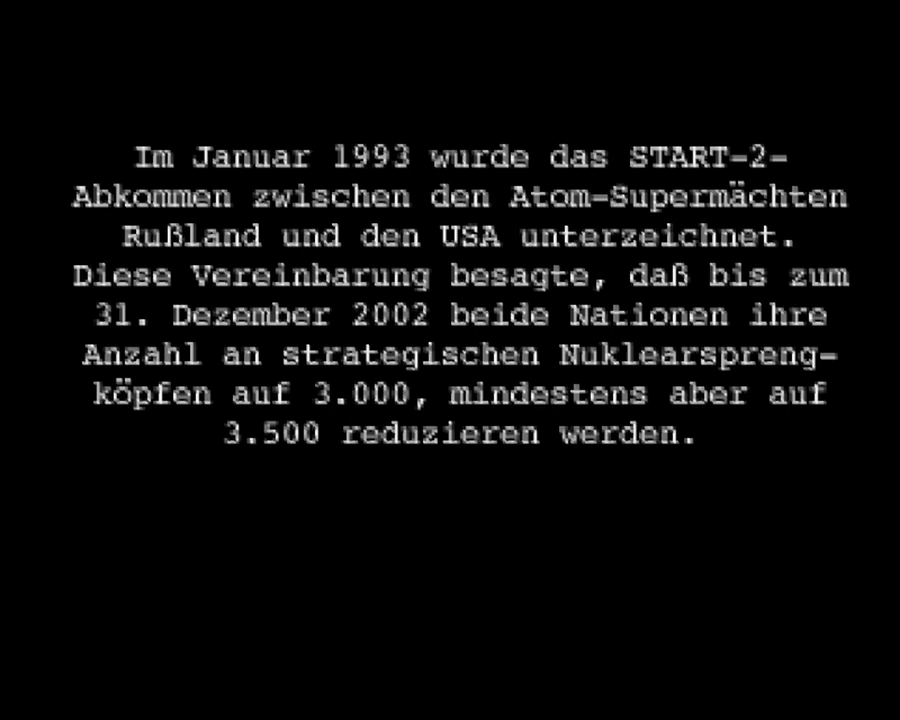 Im Januar 1993 wurde das START-2-
Abkommen zwischen den Atom-Supermächten
Rußland und den USA unterzeichnet.
Diese Vereinbarung besagte, daß bis zum
31. Dezember 2002 beide Nationen ihre
Anzahl an strategischen Nuklearspreng-
köpfen auf 3.000, mindestens aber auf
3.500 reduzieren werden.